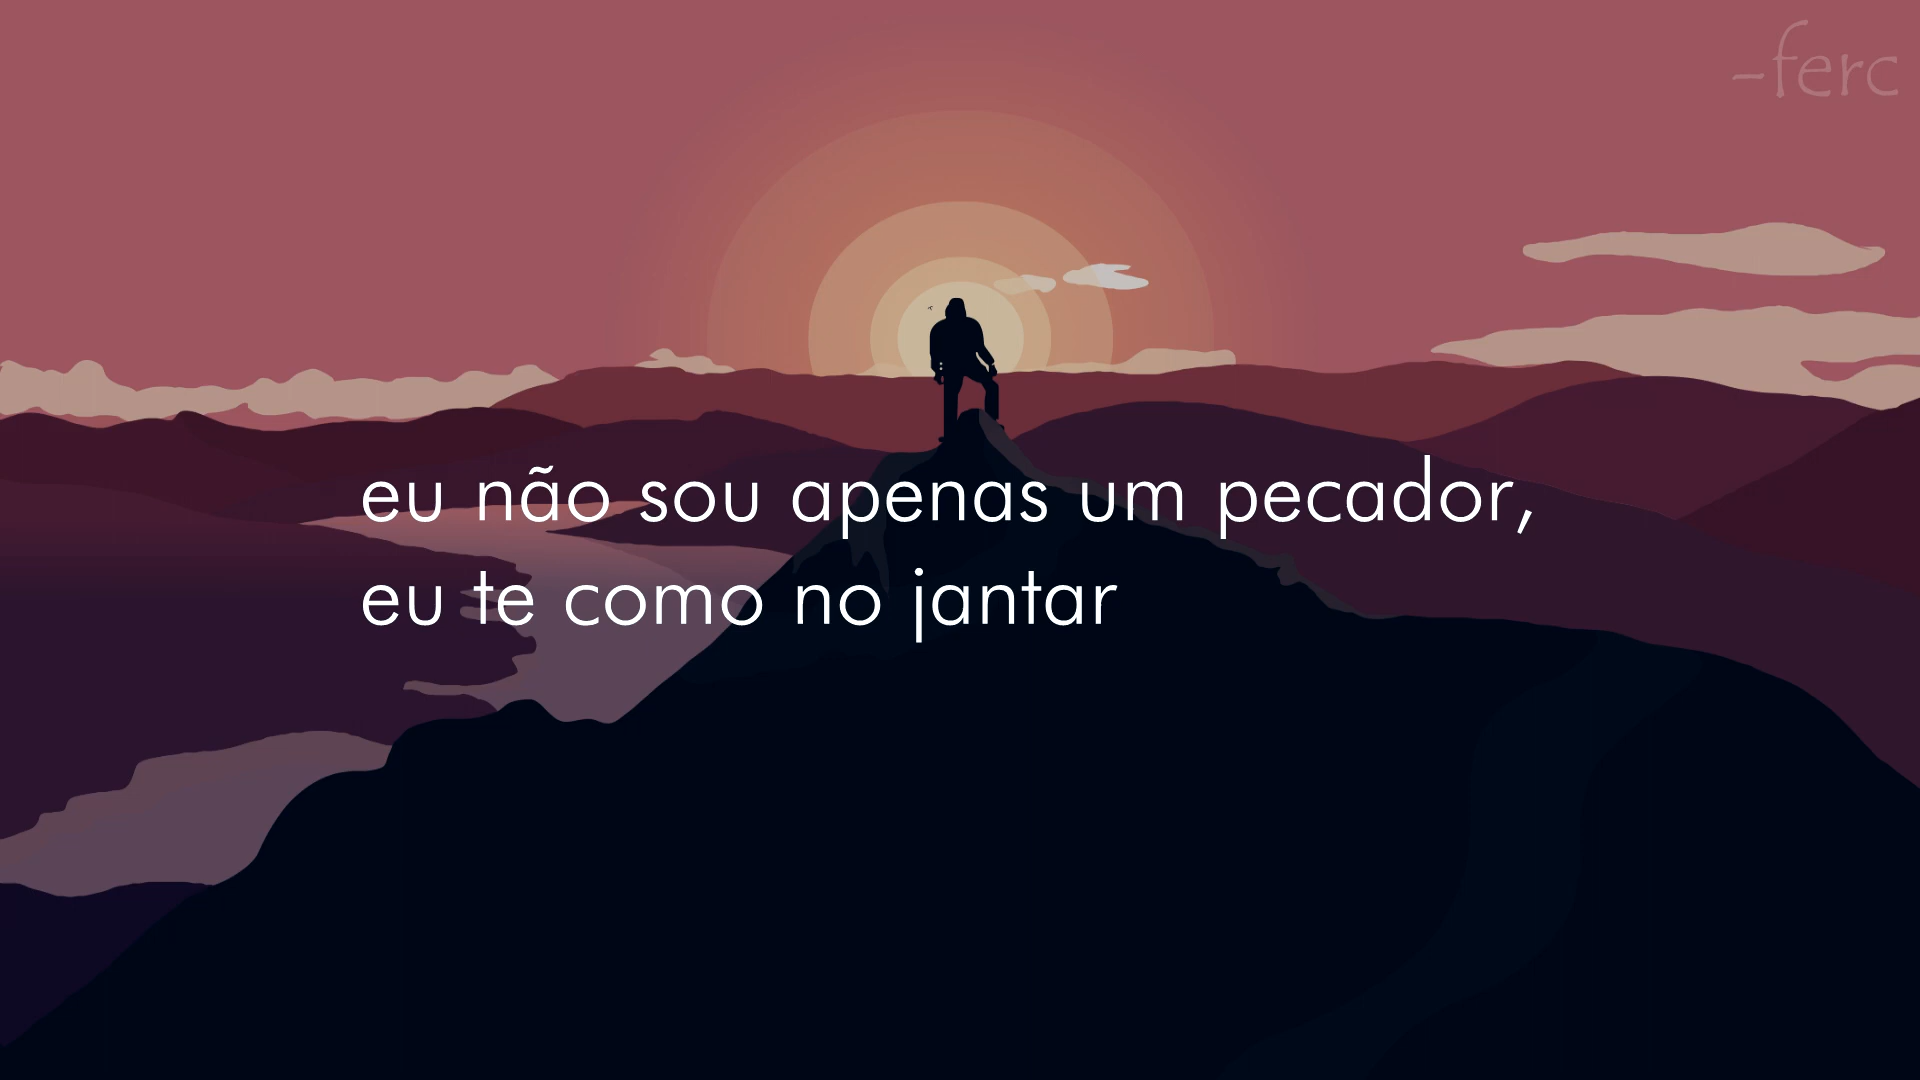 -ferc
eu não sou apenas um pecador,
eu te como no jantar